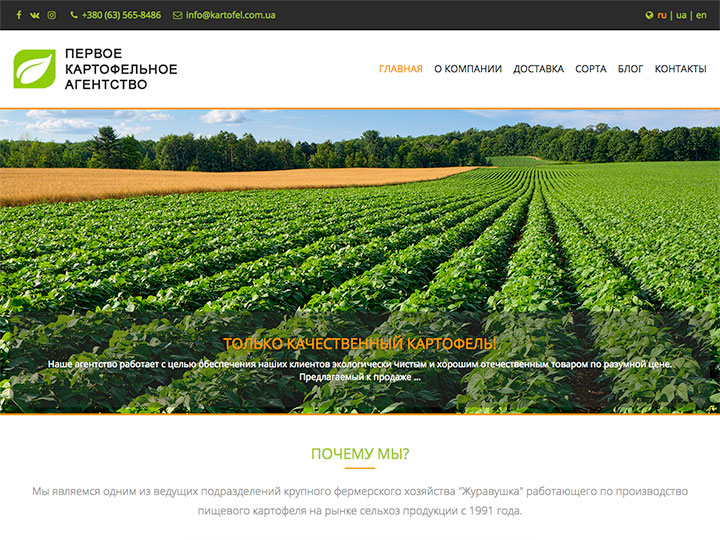 +380 (63) 565-8486 info@kartofel.com.ua ru | ua | en
ПЕРВОЕ
КАРТОФЕЛЬНОЕ
АГЕНТСТВО
ГЛАВНАЯ О КОМПАНИИ ДОСТАВКА СОРТА БЛОГ КОНТАКТЫ
ТОЛЬКО КАЧЕСТВЕННЫЙ КАРТОФЕЛЬ!
Наше агентство работает с целью обеспечения наших клиентов экологически чистым и хорошим отечественным товаром по разумной цене.
Предлагаемый к продаже ...
ПОЧЕМУ МЫ?
Мы являемся одним из ведущих подразделений крупного фермерского хозяйства "Журавушка" работающего по производству
пищевого картофеля на рынке сельхоз продукции с 1991 года.